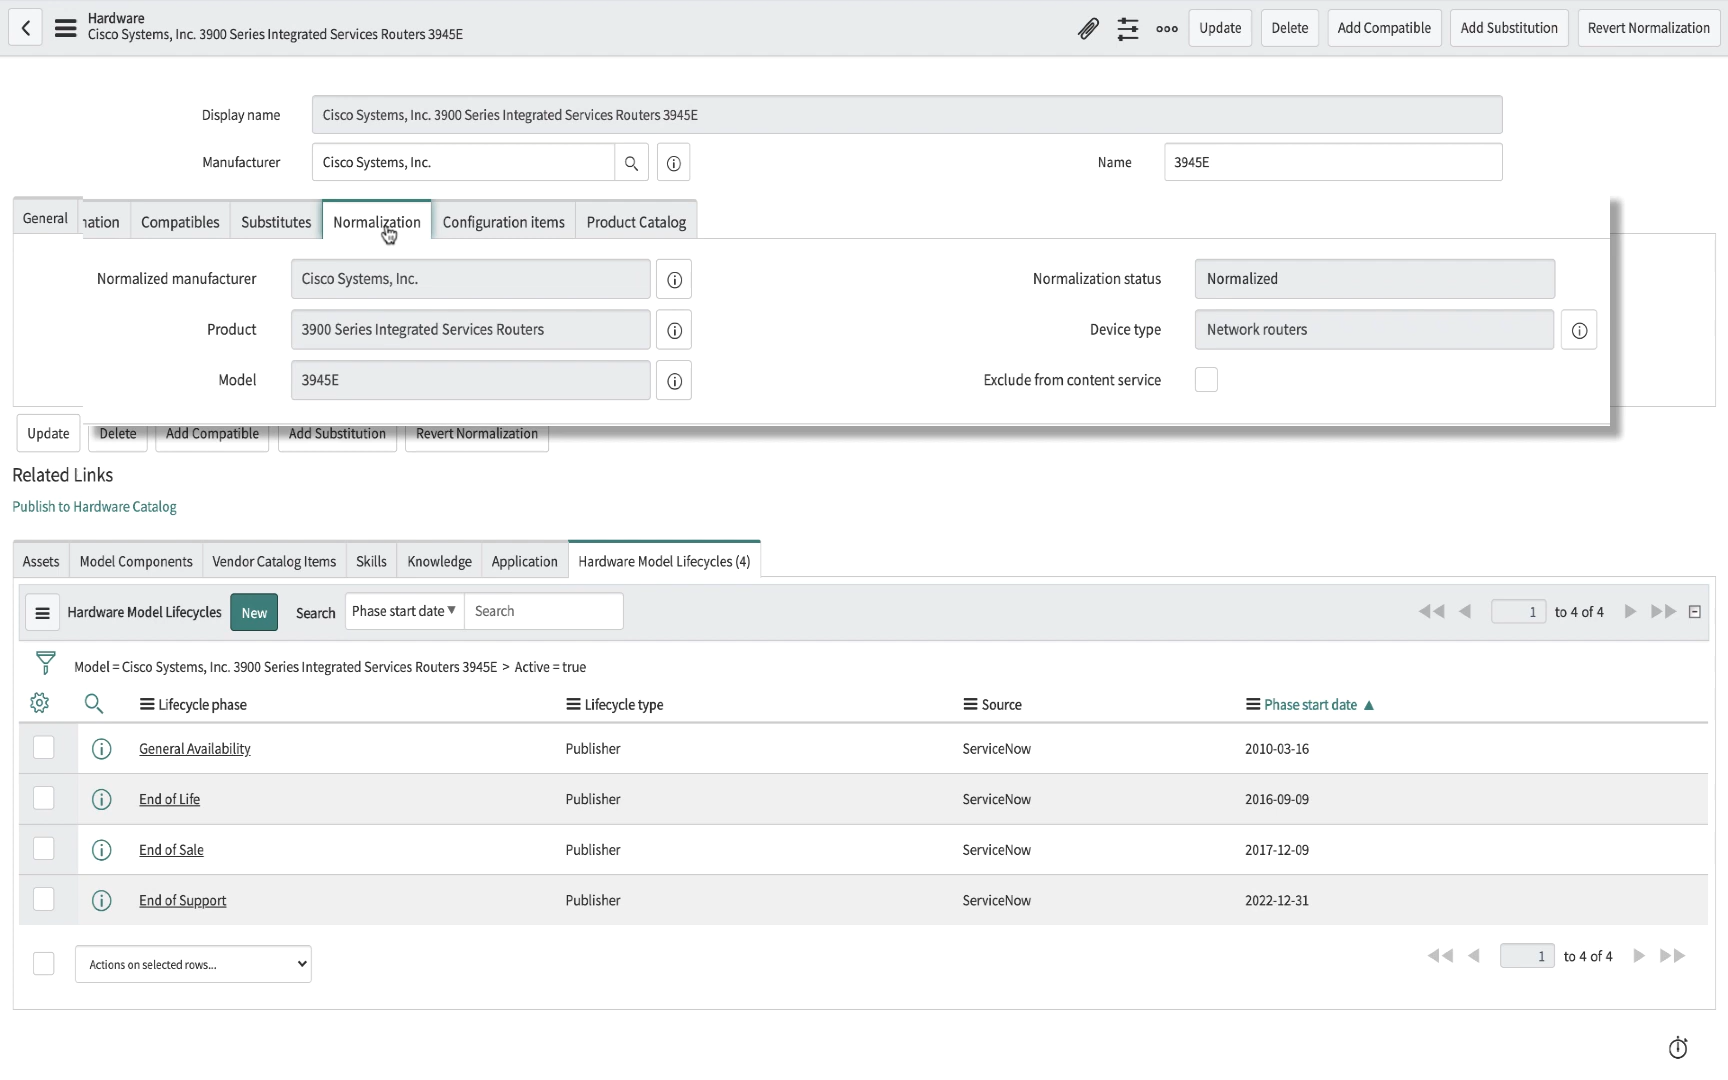 Hardware
Cisco Systems, Inc. 3900 Series Integrated Services Routers 3945E
Update Delete Add Compatible Add Substitution Revert Normalization
Display name Cisco Systems, Inc. 3900 Series Integrated Services Routers 3945E
Manufacturer Cisco Systems, Inc. Name 3945E
General Compatibles Substitutes Normalization Configuration items Product Catalog
Normalized manufacturer Cisco Systems, Inc. Normalization status Normalized
Product 3900 Series Integrated Services Routers Device type Network routers
Model 3945E Exclude from content service
Update Delete Add Compatible Add Substitution Revert Normalization
Related Links
Publish to Hardware Catalog
Assets Model Components Vendor Catalog Items Skills Knowledge Application Hardware Model Lifecycles (4)
Hardware Model Lifecycles New Search Phase start date Search 1 to 4 of 4
Model = Cisco Systems, Inc. 3900 Series Integrated Services Routers 3945E > Active = true
Lifecycle phase Lifecycle type Source Phase start date
General Availability Publisher ServiceNow 2010-03-16
End of Life Publisher ServiceNow 2016-09-09
End of Sale Publisher ServiceNow 2017-12-09
End of Support Publisher ServiceNow 2022-12-31
Actions on selected rows... 1 to 4 of 4